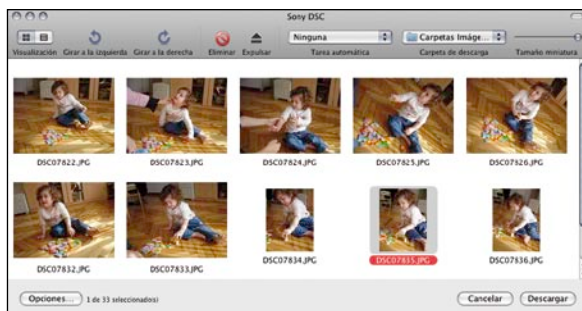 Sony DSC
Ninguna
Carpetas Imáge...
Visualización Girar a la izquierda Girar a la derecha Eliminar Expulsar Tarea automática Carpeta de descarga Tamaño miniatura
DSC07822.JPG DSC07823.JPG DSC07824.JPG DSC07825.JPG DSC07826.JPG
DSC07832.JPG DSC07833.JPG DSC07834.JPG DSC07835.JPG DSC07836.JPG
Opciones... 1 de 33 seleccionado(s) Cancelar Descargar